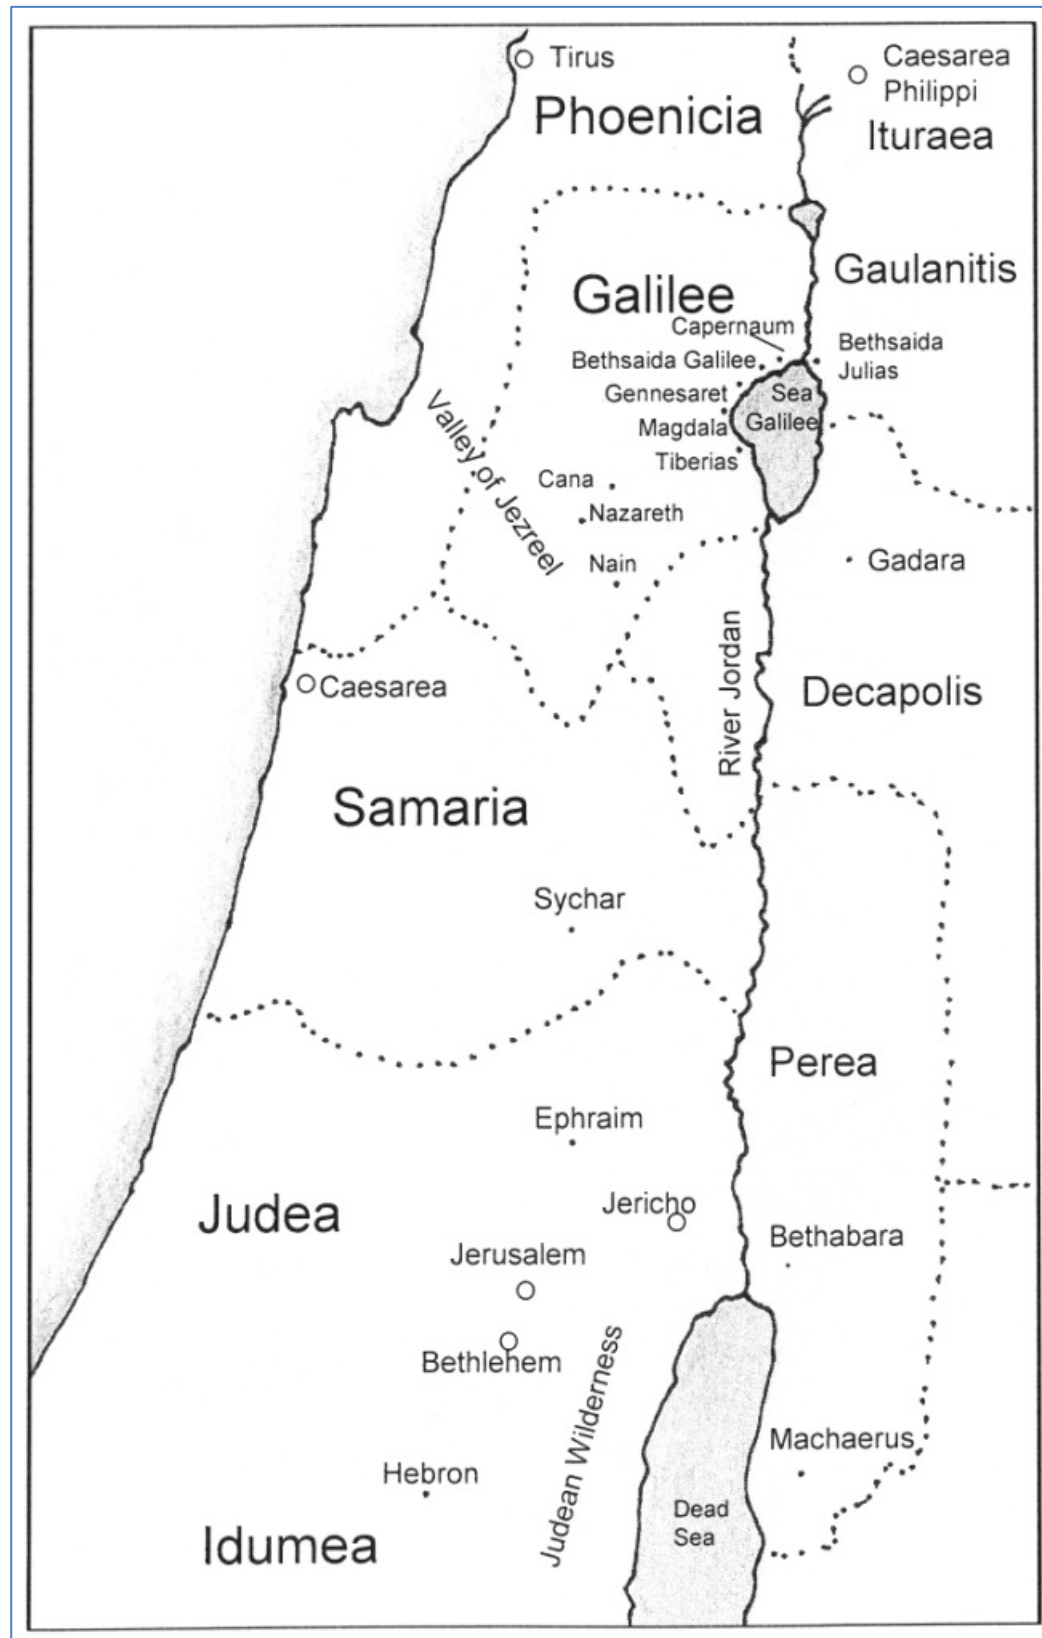 Tirus
Caesarea
Philippi
Phoenicia
Ituraea
Gaulanitis
Galilee
Capernaum
Bethsaida
Julias
Bethsaida Galilee
Gennesaret
Sea
Galilee
Magdala
Tiberias
Valley of Jezreel
Cana
Nazareth
Nain
Gadara
River Jordan
Caesarea
Decapolis
Samaria
Sychar
Perea
Ephraim
Jericho
Judea
Bethabara
Jerusalem
Bethlehem
Judean Wilderness
Machaerus
Hebron
Dead
Sea
Idumea